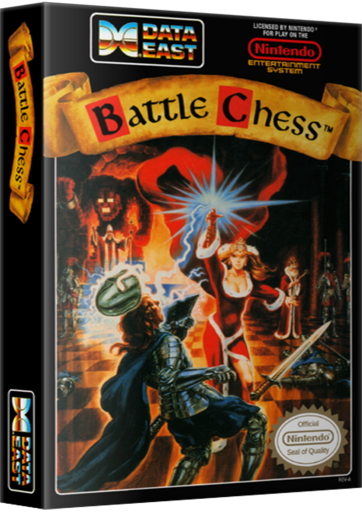 DATA
EAST
LICENSED BY NINTENDO®
FOR PLAY ON THE
Nintendo
ENTERTAINMENT
SYSTEM
Battle Chess™
Battle Chess™
DATA
EAST
Official
Nintendo
Seal of Quality